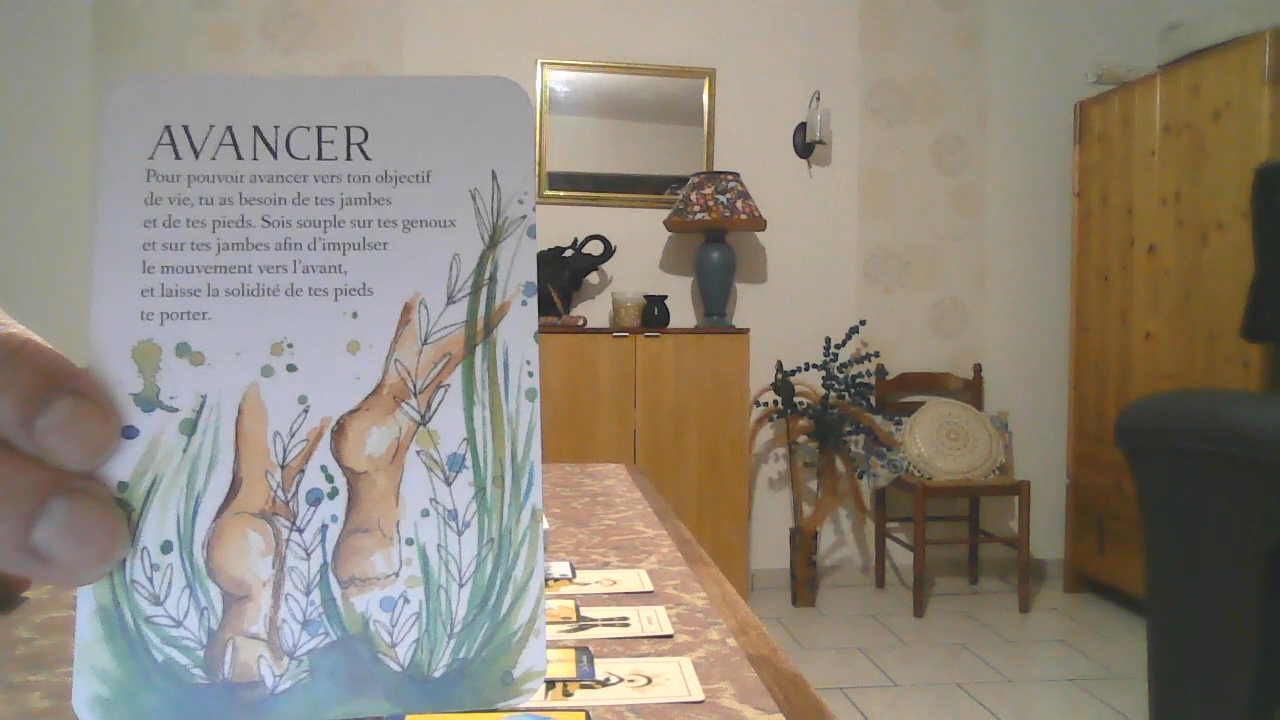 AVANCER
Pour pouvoir avancer vers ton objectif
de vie, tu as besoin de tes jambes
et de tes pieds. Sois souple sur tes genoux
et sur tes jambes afin d'impulser
le mouvement vers l'avant,
et laisse la solidité de tes pieds
te porter.